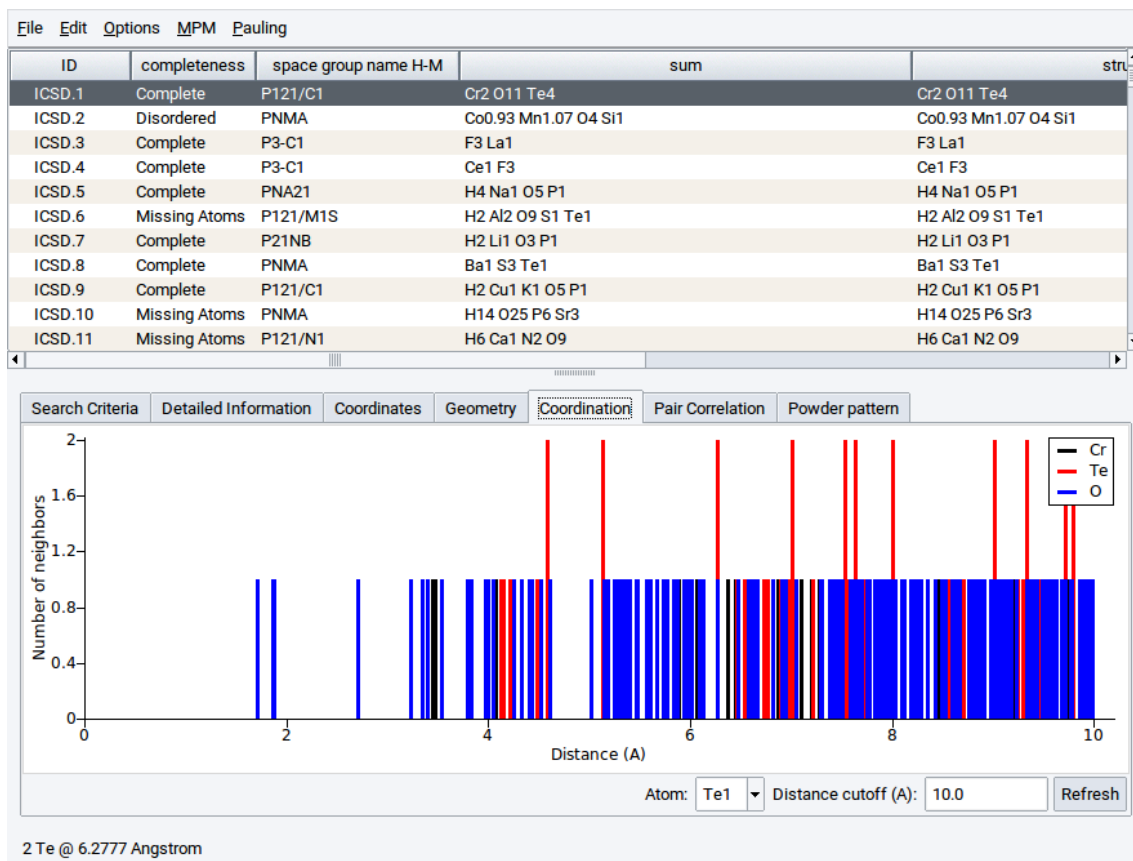 File Edit Options MPM Pauling
ID completeness space group name H-M sum stru
ICSD.1 Complete P121/C1 Cr2 O11 Te4 Cr2 O11 Te4
ICSD.2 Disordered PNMA Co0.93 Mn1.07 O4 Si1 Co0.93 Mn1.07 O4 Si1
ICSD.3 Complete P3-C1 F3 La1 F3 La1
ICSD.4 Complete P3-C1 Ce1 F3 Ce1 F3
ICSD.5 Complete PNA21 H4 Na1 O5 P1 H4 Na1 O5 P1
ICSD.6 Missing Atoms P121/M1S H2 Al2 O9 S1 Te1 H2 Al2 O9 S1 Te1
ICSD.7 Complete P21NB H2 Li1 O3 P1 H2 Li1 O3 P1
ICSD.8 Complete PNMA Ba1 S3 Te1 Ba1 S3 Te1
ICSD.9 Complete P121/C1 H2 Cu1 K1 O5 P1 H2 Cu1 K1 O5 P1
ICSD.10 Missing Atoms PNMA H14 O25 P6 Sr3 H14 O25 P6 Sr3
ICSD.11 Missing Atoms P121/N1 H6 Ca1 N2 O9 H6 Ca1 N2 O9
Search Criteria Detailed Information Coordinates Geometry Coordination Pair Correlation Powder pattern
Number of neighbors
2
1.6
1.2
0.8
0.4
0
Cr
Te
O
0 2 4 6 8 10
Distance (A)
Atom: Te1 Distance cutoff (A): 10.0 Refresh
2 Te @ 6.2777 Angstrom